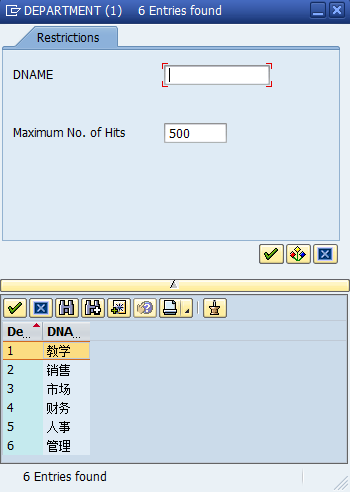 DEPARTMENT (1) 6 Entries found
Restrictions
DNAME
Maximum No. of Hits 500
De... DNA...
1 教学
2 销售
3 市场
4 财务
5 人事
6 管理
6 Entries found